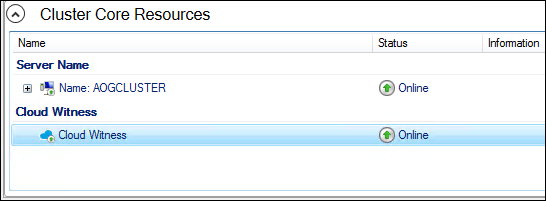 Cluster Core Resources
Name Status Information
Server Name
Name: AOGCLUSTER Online
Cloud Witness
Cloud Witness Online